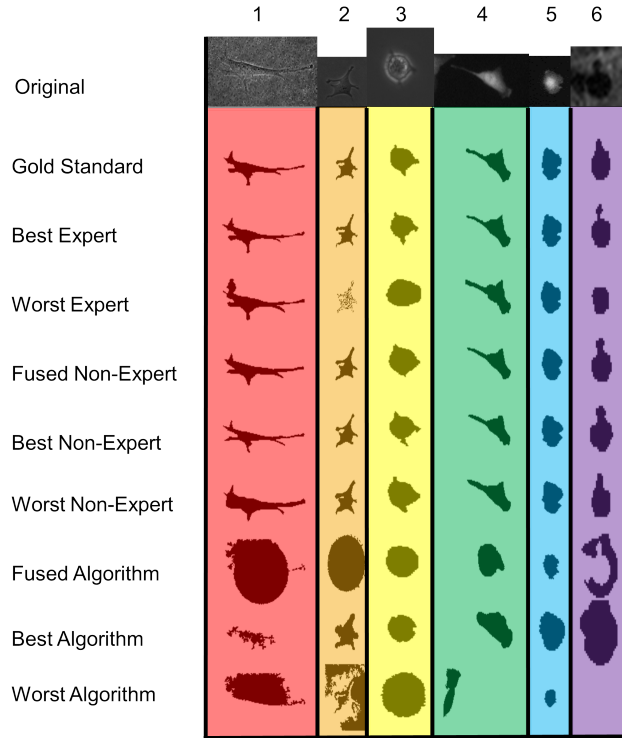 1 2 3 4 5 6
Original
Gold Standard
Best Expert
Worst Expert
Fused Non-Expert
Best Non-Expert
Worst Non-Expert
Fused Algorithm
Best Algorithm
Worst Algorithm